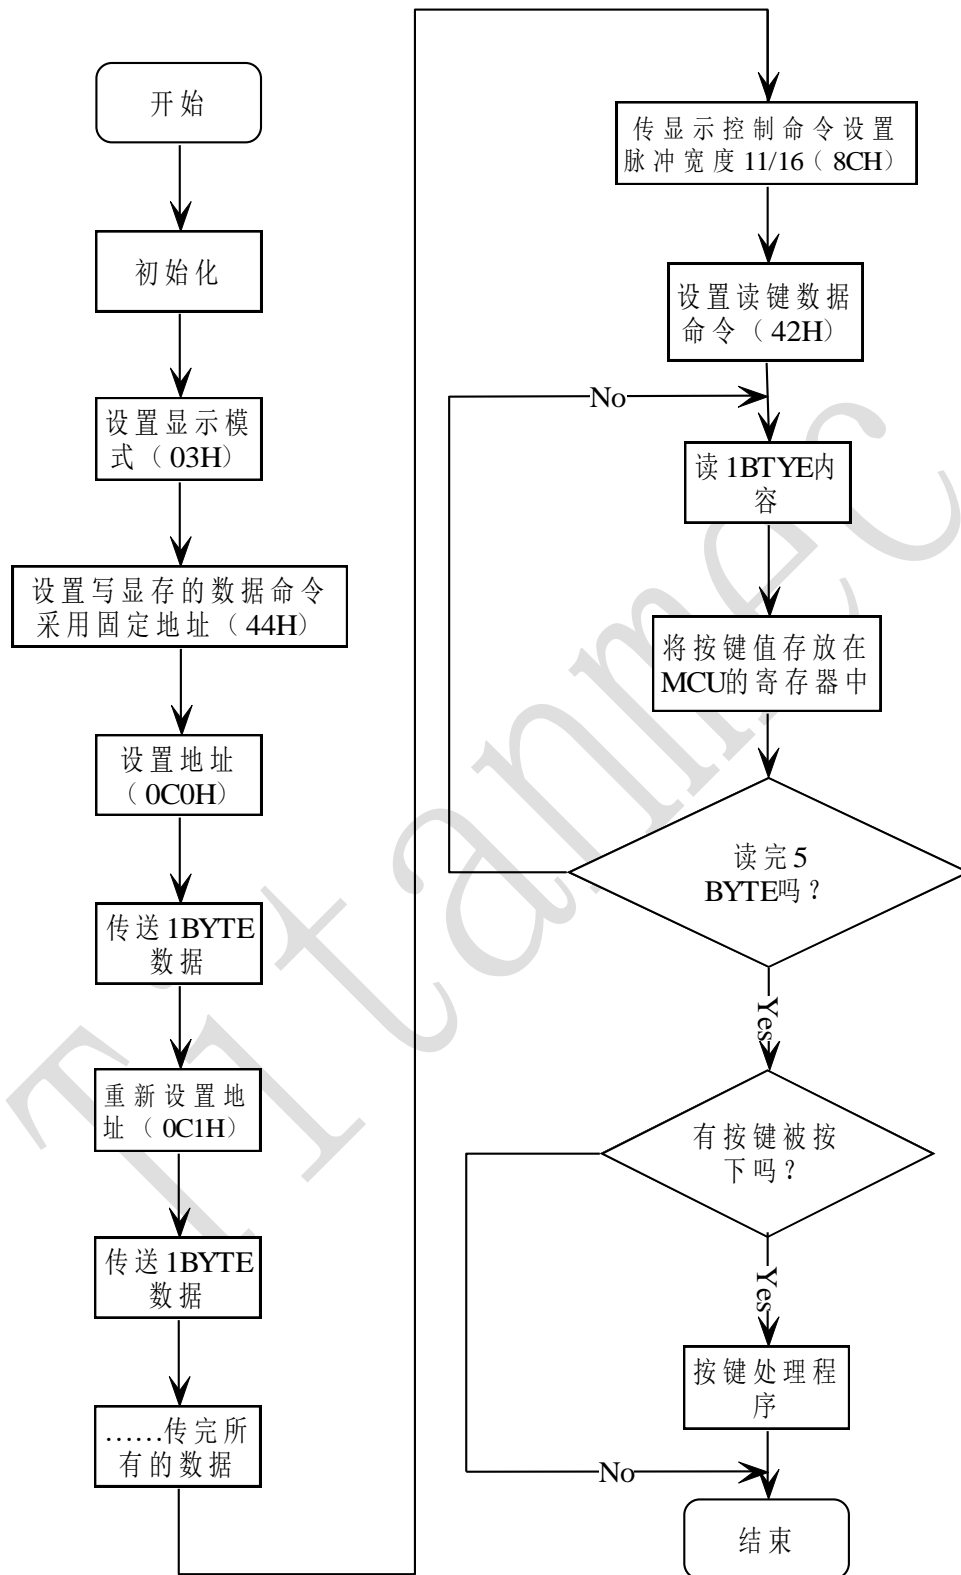 开始
初始化
设置显示模
式（03H）
设置写显存的数据命令
采用固定地址（44H）
设置地址
（0C0H）
传送1BYTE
数据
重新设置地
址（0C1H）
传送1BYTE
数据
……传完所
有的数据
传显示控制命令设置
脉冲宽度11/16（8CH）
设置读键数据
命令（42H）
No
读1BTYE内
容
将按键值存放在
MCU的寄存器中
读完5
BYTE吗？
Yes
有按键被按
下吗？
Yes
按键处理程
序
No
结束
Titanmec